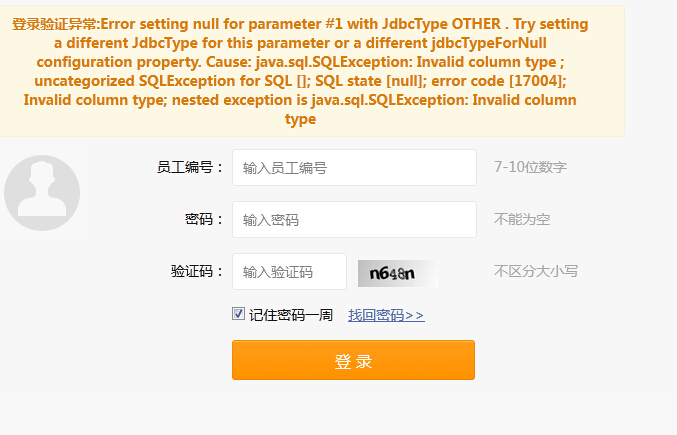 登录验证异常:Error setting null for parameter #1 with JdbcType OTHER . Try setting
a different JdbcType for this parameter or a different jdbcTypeForNull
configuration property. Cause: java.sql.SQLException: Invalid column type ;
uncategorized SQLException for SQL []; SQL state [null]; error code [17004];
Invalid column type; nested exception is java.sql.SQLException: Invalid column
type
员工编号： 输入员工编号 7-10位数字
密码： 输入密码 不能为空
验证码： 输入验证码 n648n 不区分大小写
记住密码一周 找回密码>>
登 录